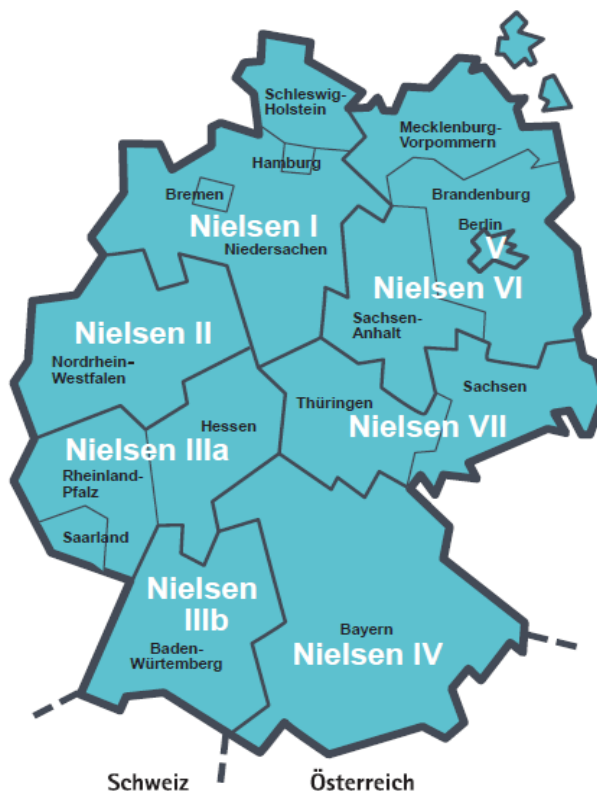 Schleswig-
Holstein
Mecklenburg-
Vorpommern
Hamburg
Bremen
Brandenburg
Nielsen I
Berlin
Niedersachen
V
Nielsen VI
Nielsen II
Sachsen-
Anhalt
Nordrhein-
Westfalen
Sachsen
Thüringen
Hessen
Nielsen VII
Nielsen IIIa
Rheinland-
Pfalz
Saarland
Nielsen
IIIb
Bayern
Nielsen IV
Baden-
Würtemberg
Schweiz
Österreich